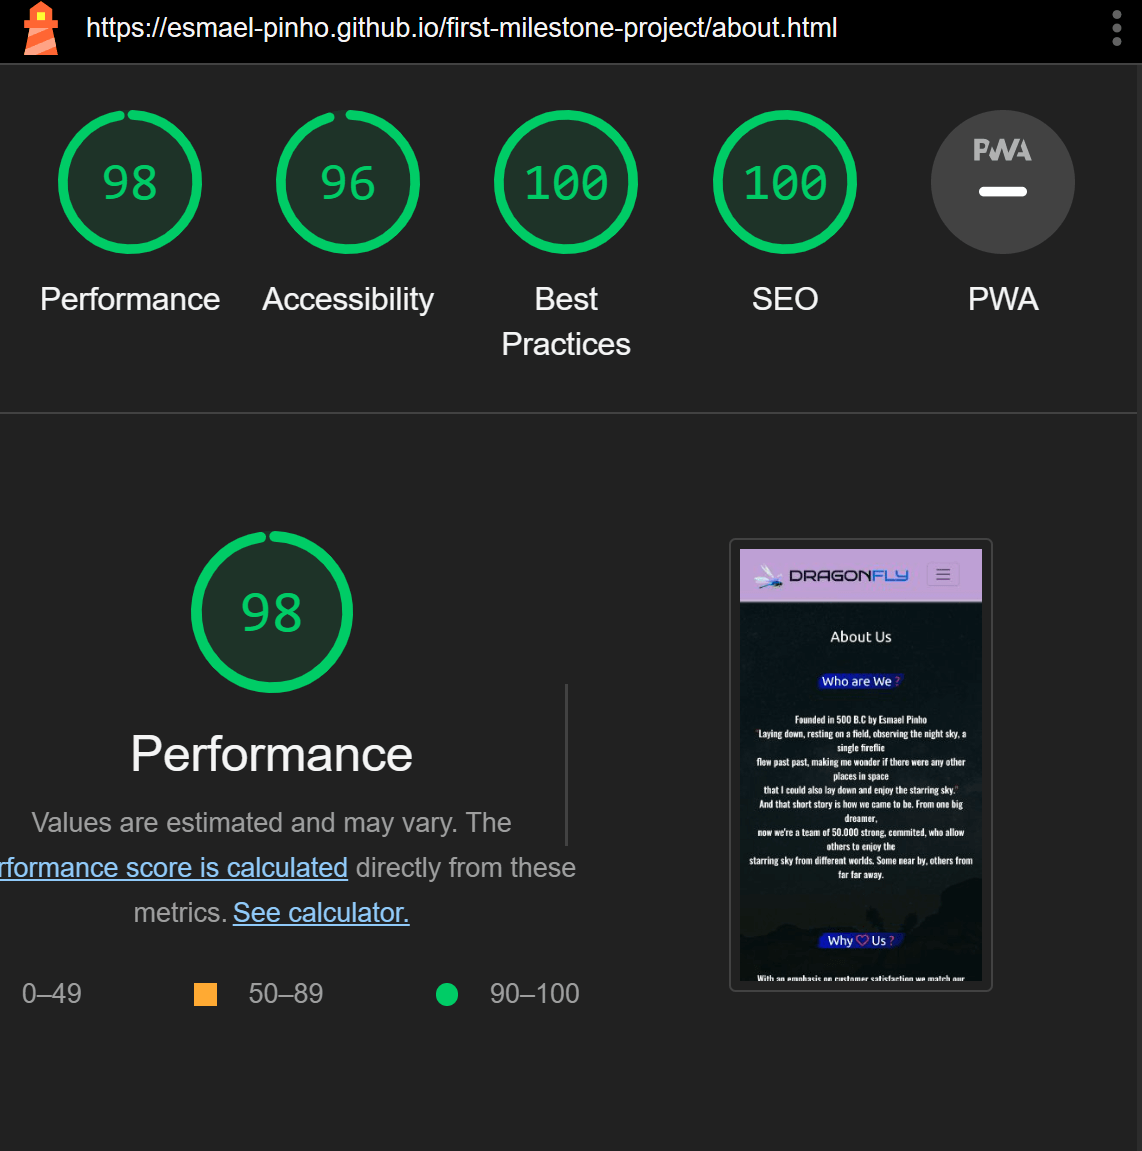 https://esmael-pinho.github.io/first-milestone-project/about.html
98
96
100
100
PWA
Performance
Accessibility
Best
Practices
SEO
PWA
98
Performance
Values are estimated and may vary. The
rformance score is calculated directly from these
metrics. See calculator.
0–49
50–89
90–100
DRAGONFLY
About Us
Who are We ?
Founded in 500 B.C by Esmael Pinho
"Laying down, resting on a field, observing the night sky, a
single fireflie
flew past past, making me wonder if there were any other
places in space
that I could also lay down and enjoy the starring sky."
And that short story is how we came to be. From one big
dreamer,
now we're a team of 50.000 strong, commited, who allow
others to enjoy the
starring sky from different worlds. Some near by, others from
far far away.
Why ♡ Us ?
With an emphasis on customer satisfaction we match our